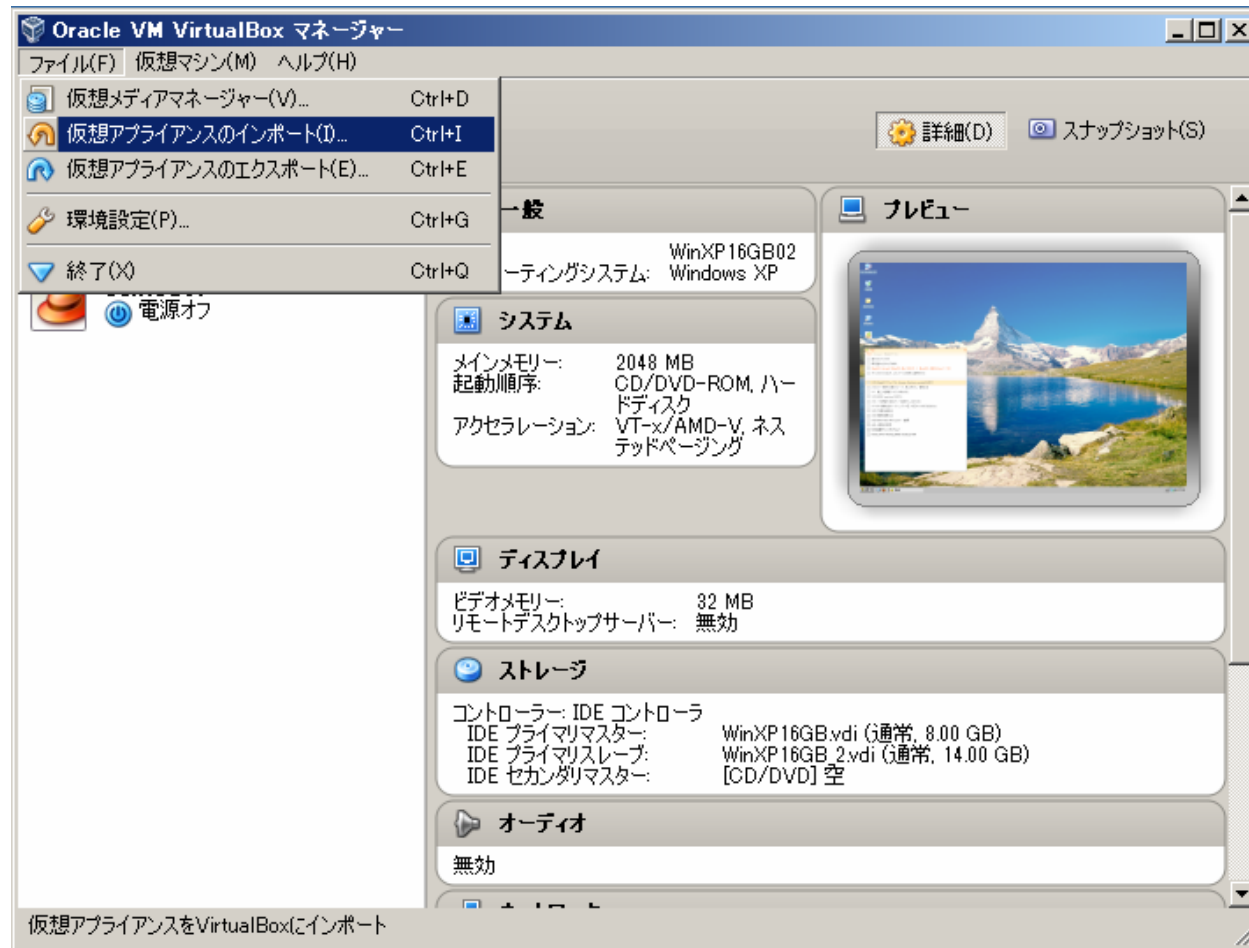 Oracle VM VirtualBox マネージャー
ファイル(F) 仮想マシン(M) ヘルプ(H)
仮想メディアマネージャー(V)... Ctrl+D
仮想アプライアンスのインポート(I)... Ctrl+I
仮想アプライアンスのエクスポート(E)... Ctrl+E
環境設定(P)... Ctrl+G
終了(X) Ctrl+Q
電源オフ
詳細(D) スナップショット(S)
一般
WinXP16GB02
ーティングシステム: Windows XP
プレビュー
システム
メインメモリー: 2048 MB
起動順序: CD/DVD-ROM, ハー
ドディスク
アクセラレーション: VT-x/AMD-V, ネス
テッドページング
ディスプレイ
ビデオメモリー: 32 MB
リモートデスクトップサーバー: 無効
ストレージ
コントローラー: IDE コントローラ
IDE プライマリマスター: WinXP16GB.vdi (通常, 8.00 GB)
IDE プライマリスレーブ: WinXP16GB_2.vdi (通常, 14.00 GB)
IDE セカンダリマスター: [CD/DVD] 空
オーディオ
無効
仮想アプライアンスをVirtualBoxにインポート